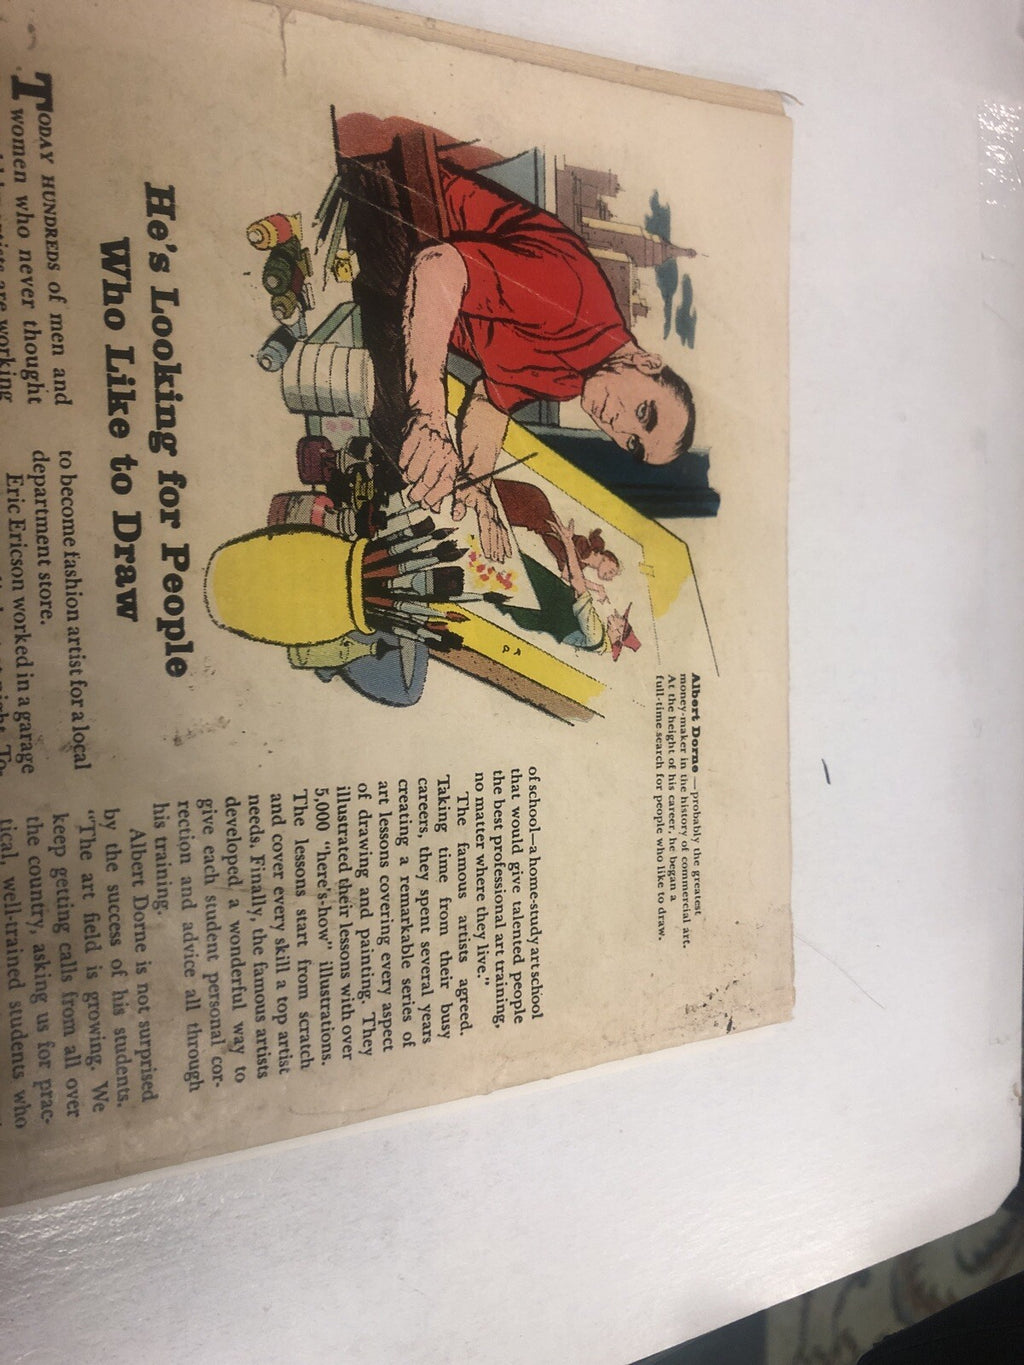 Albert Dorne—probably the greatest
money-maker in the history of commercial art.
At the height of his career, he began a
full-time search for people who like to draw.
He's Looking for People
Who Like to Draw
TODAY HUNDREDS of men and
women who never thought
are working
to become fashion artist for a local
department store.
Eric Ericson worked in a garage
of school—a home-study art school
that would give talented people
the best professional art training,
no matter where they live."
The famous artists agreed.
Taking time from their busy
careers, they spent several years
creating a remarkable series of
art lessons covering every aspect
of drawing and painting. They
illustrated their lessons with over
5,000 "here's-how" illustrations.
The lessons start from scratch
and cover every skill a top artist
needs. Finally, the famous artists
developed a wonderful way to
give each student personal cor-
rection and advice all through
his training.
Albert Dorne is not surprised
by the success of his students.
"The art field is growing. We
keep getting calls from all over
the country, asking us for prac-
tical, well-trained students who